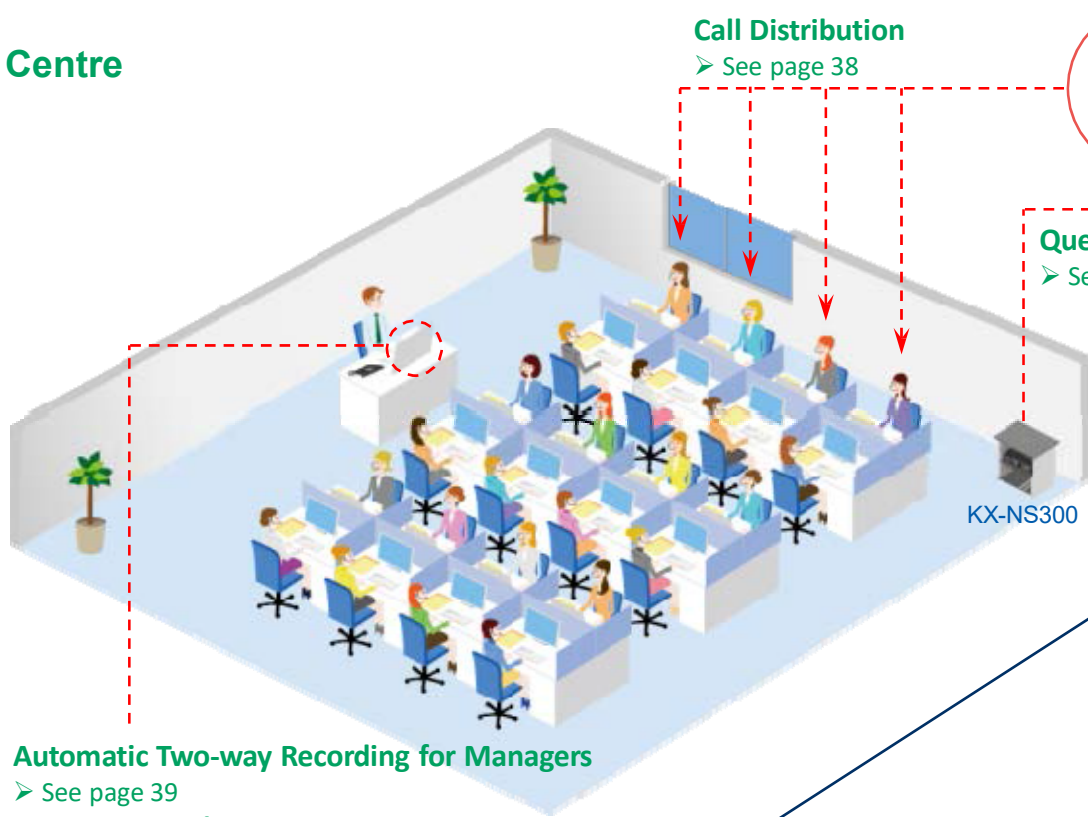 Centre
Call Distribution
➢ See page 38
KX-NS300
Automatic Two-way Recording for Managers
➢ See page 39